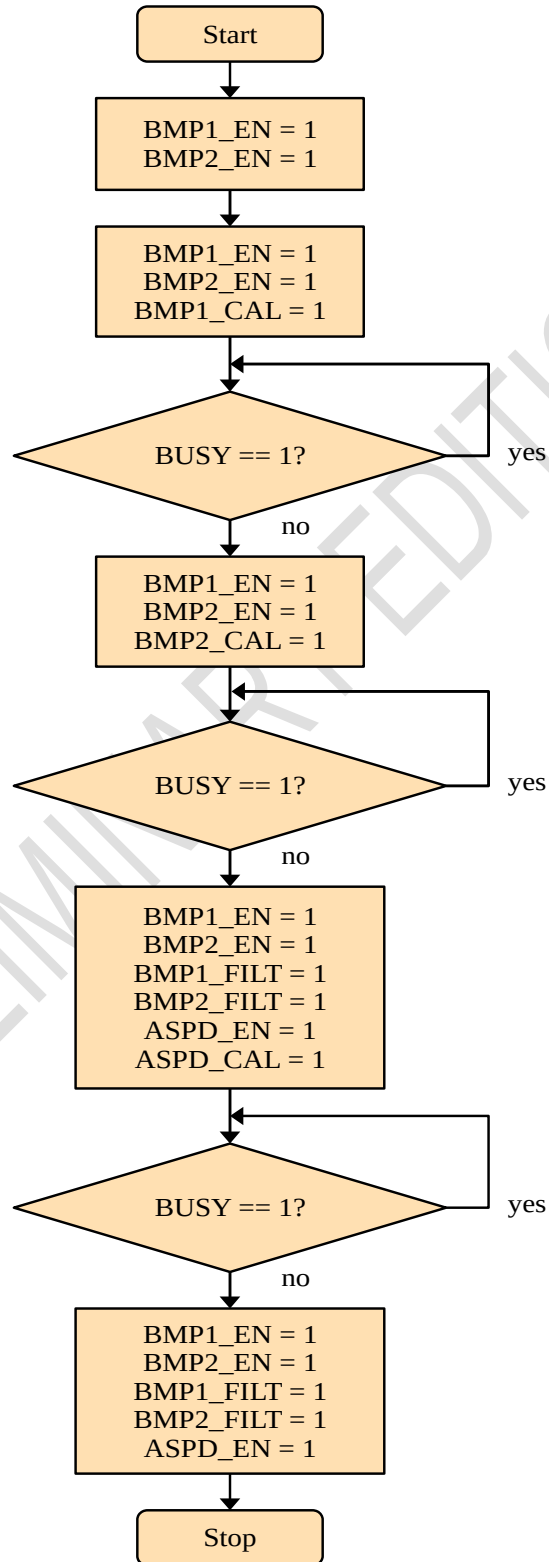 Start
BMP1_EN = 1
BMP2_EN = 1
BMP1_EN = 1
BMP2_EN = 1
BMP1_CAL = 1
BUSY == 1?
yes
no
BMP1_EN = 1
BMP2_EN = 1
BMP2_CAL = 1
BUSY == 1?
yes
no
BMP1_EN = 1
BMP2_EN = 1
BMP1_FILT = 1
BMP2_FILT = 1
ASPD_EN = 1
ASPD_CAL = 1
BUSY == 1?
yes
no
BMP1_EN = 1
BMP2_EN = 1
BMP1_FILT = 1
BMP2_FILT = 1
ASPD_EN = 1
Stop